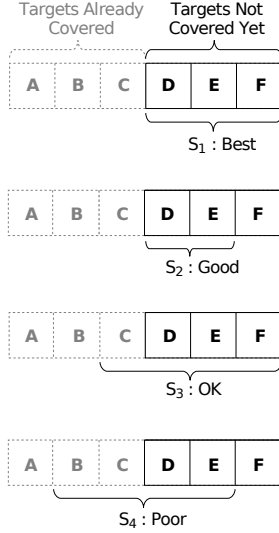 Targets Already Covered
Targets Not Covered Yet
A B C D E F
S1 : Best
A B C D E F
S2 : Good
A B C D E F
S3 : OK
A B C D E F
S4 : Poor